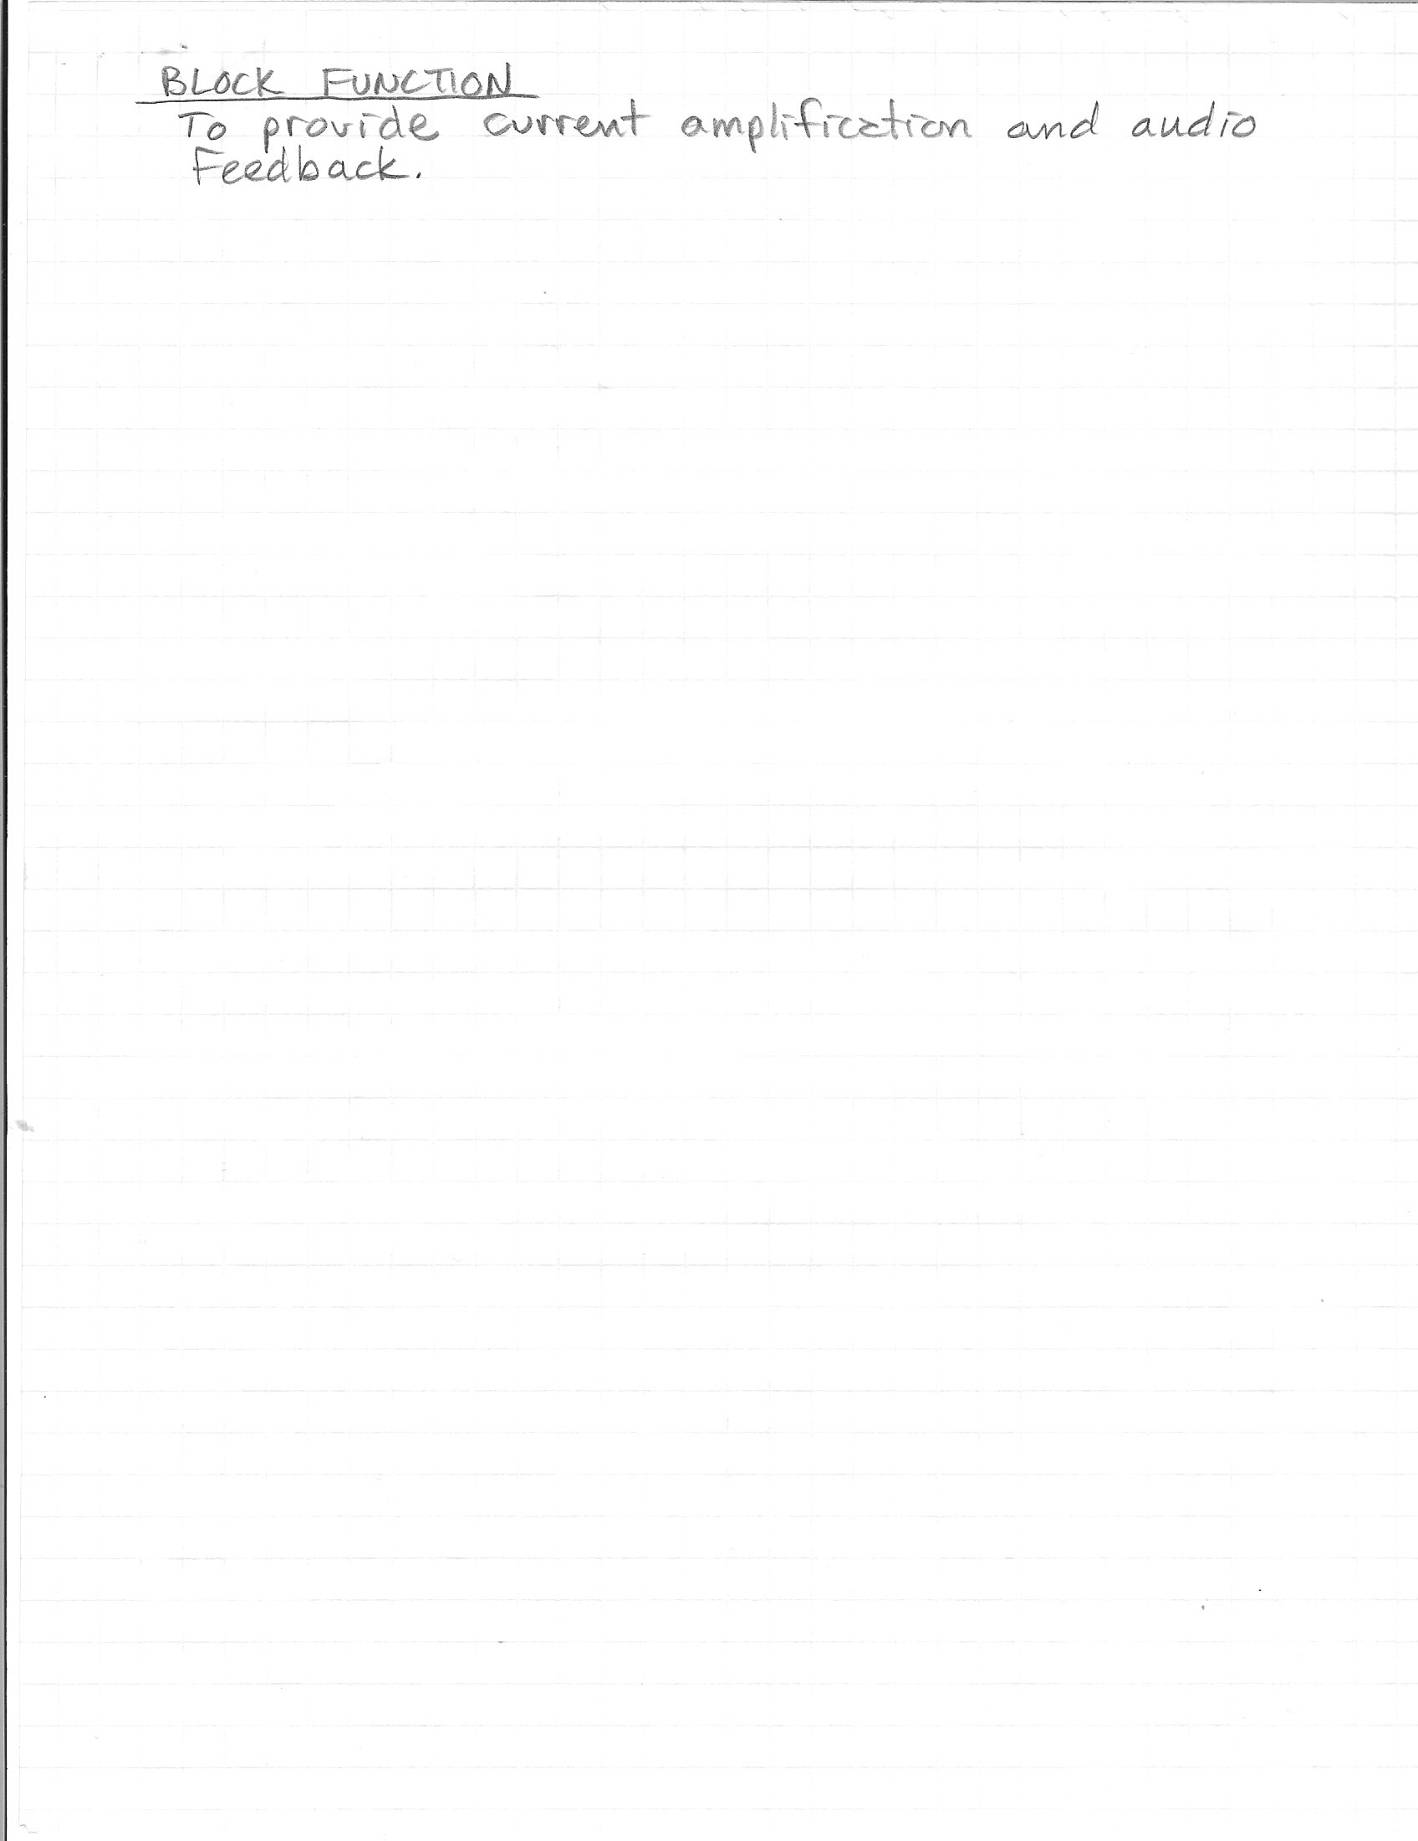 BLOCK FUNCTION
To provide current amplification and audio
Feedback.